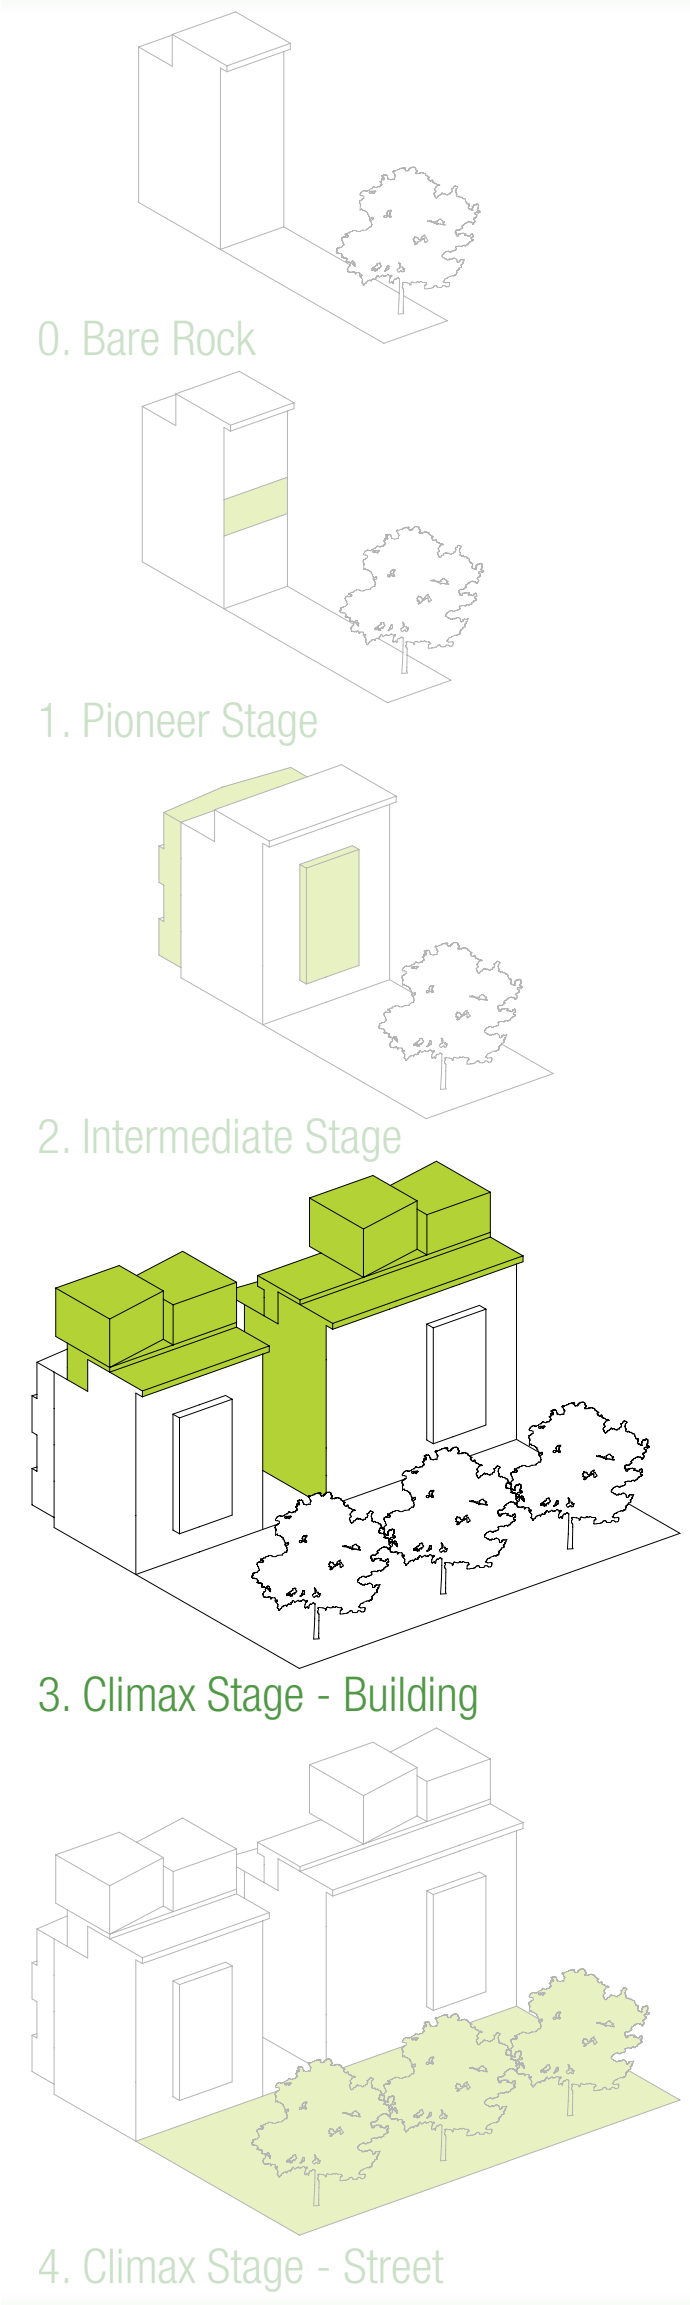 0. Bare Rock
1. Pioneer Stage
2. Intermediate Stage
3. Climax Stage - Building
4. Climax Stage - Street